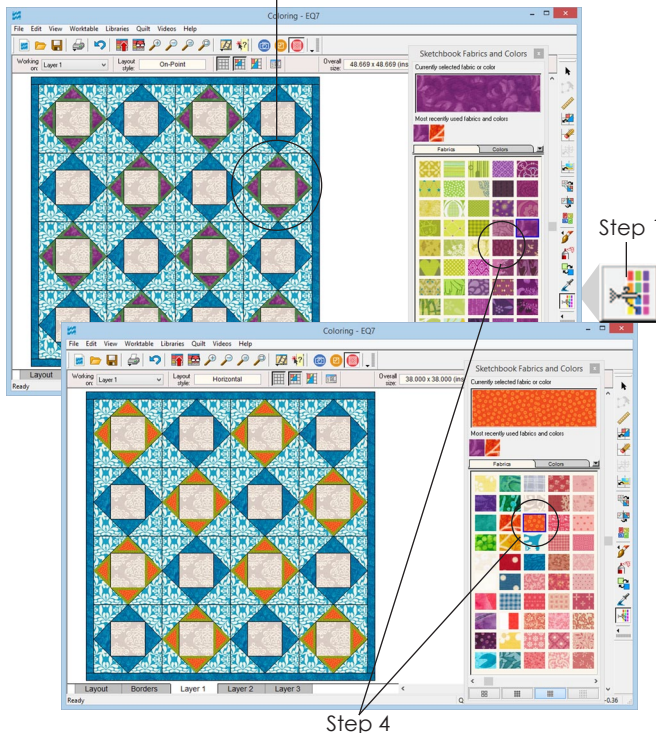 Coloring - EQ7
File Edit View Worktable Libraries Quilt Videos Help
Working on: Layer 1 Layout style: On-Point Overall size: 48.669 x 48.669 (ins
Sketchbook Fabrics and Colors
Currently selected fabric or color
Most recently used fabrics and colors
Fabrics Colors
Step 1
Layout
Ready
Coloring - EQ7
File Edit View Worktable Libraries Quilt Videos Help
Working on: Layer 1 Layout style: Horizontal Overall size: 38.000 x 38.000 (ins
Sketchbook Fabrics and Colors
Currently selected fabric or color
Most recently used fabrics and colors
Fabrics Colors
Layout Borders Layer 1 Layer 2 Layer 3
Ready
-0.36
Step 4